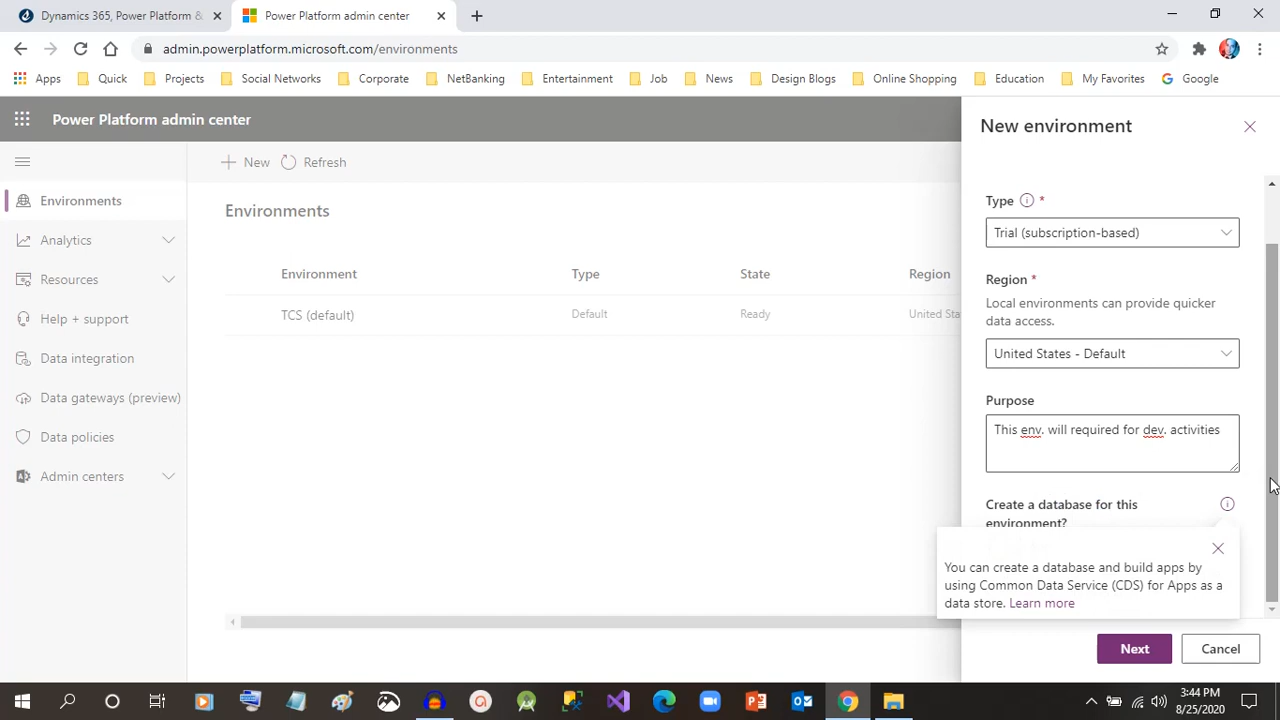 Dynamics 365, Power Platform &
Power Platform admin center
admin.powerplatform.microsoft.com/environments
Apps
Quick
Projects
Social Networks
Corporate
NetBanking
Entertainment
Job
News
Design Blogs
Online Shopping
Education
My Favorites
Google
Power Platform admin center
New environment
New
Refresh
Environments
Analytics
Resources
Help + support
Data integration
Data gateways (preview)
Data policies
Admin centers
Environments
Environment Type State Region
TCS (default) Default Ready United Sta
Type *
Trial (subscription-based)
Region *
Local environments can provide quicker
data access.
United States - Default
Purpose
This env. will required for dev. activities
Create a database for this
environment?
You can create a database and build apps by
using Common Data Service (CDS) for Apps as a
data store. Learn more
Next
Cancel
3:44 PM
8/25/2020